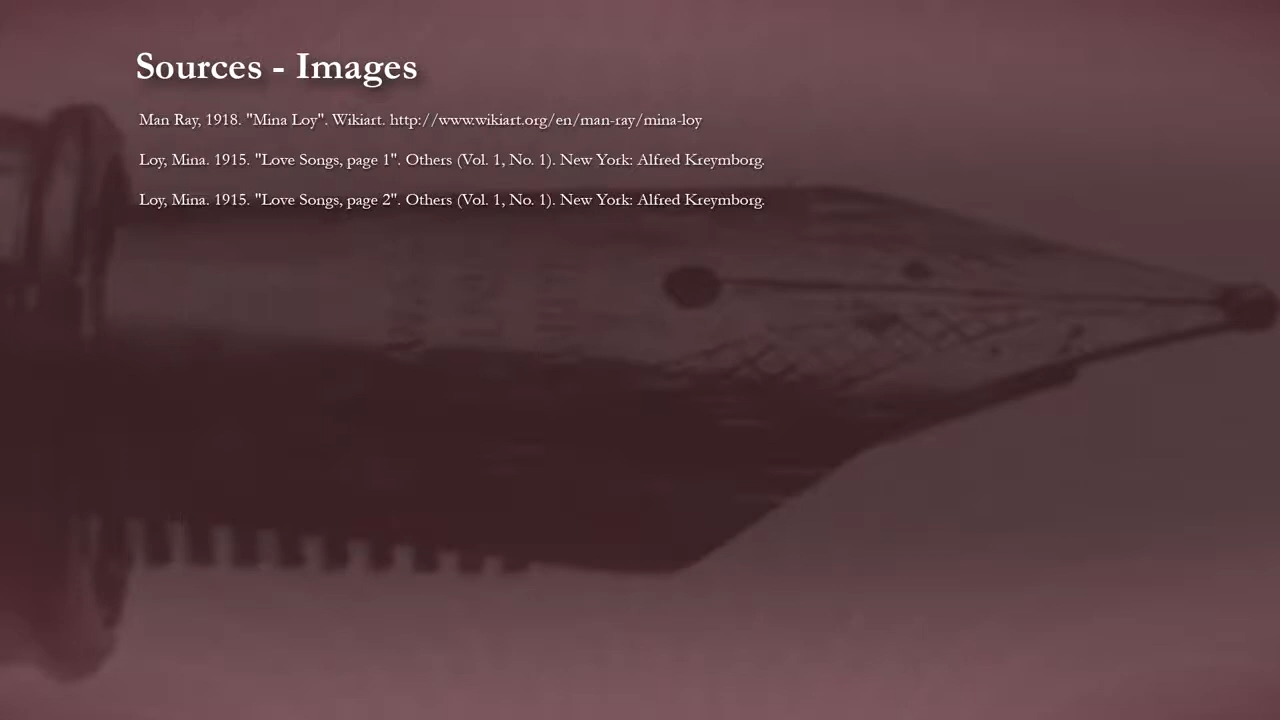 Sources - Images
Man Ray, 1918. "Mina Loy". Wikiart. http://www.wikiart.org/en/man-ray/mina-loy
Loy, Mina. 1915. "Love Songs, page 1". Others (Vol. 1, No. 1). New York: Alfred Kreymborg.
Loy, Mina. 1915. "Love Songs, page 2". Others (Vol. 1, No. 1). New York: Alfred Kreymborg.